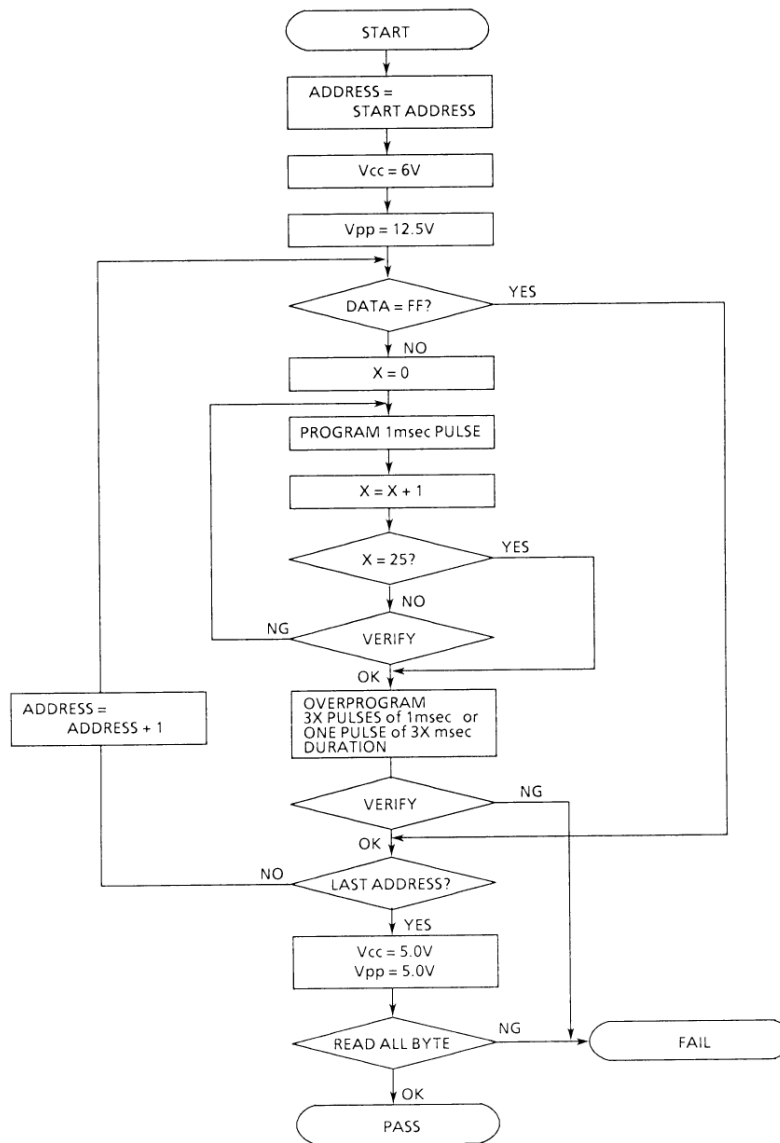 START
ADDRESS =
START ADDRESS
Vcc = 6V
Vpp = 12.5V
DATA = FF?
YES
NO
X = 0
PROGRAM 1msec PULSE
X = X + 1
X = 25?
YES
NO
VERIFY
NG
OK
OVERPROGRAM
3X PULSES of 1msec or
ONE PULSE of 3X msec
DURATION
ADDRESS =
ADDRESS + 1
VERIFY
NG
OK
LAST ADDRESS?
NO
YES
Vcc = 5.0V
Vpp = 5.0V
READ ALL BYTE
NG
FAIL
OK
PASS